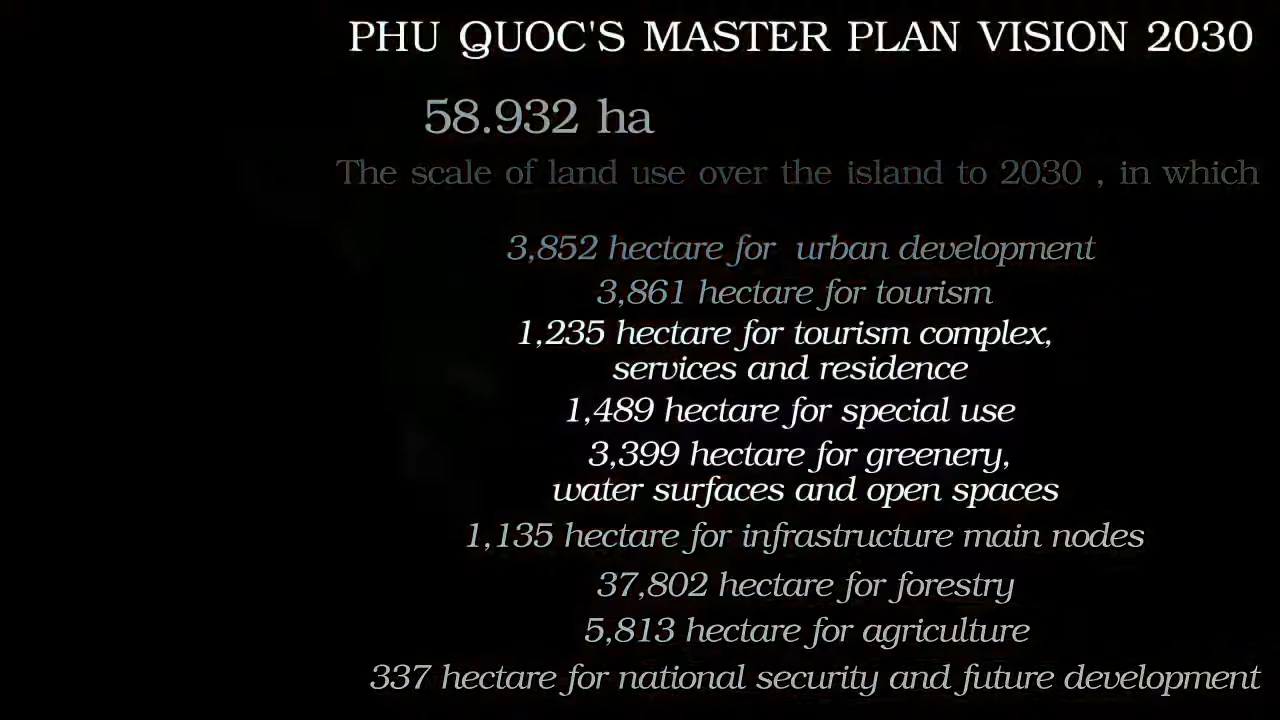 PHU QUOC'S MASTER PLAN VISION 2030
58.932 ha
The scale of land use over the island to 2030 , in which
3,852 hectare for urban development
3,861 hectare for tourism
1,235 hectare for tourism complex,
services and residence
1,489 hectare for special use
3,399 hectare for greenery,
water surfaces and open spaces
1,135 hectare for infrastructure main nodes
37,802 hectare for forestry
5,813 hectare for agriculture
337 hectare for national security and future development